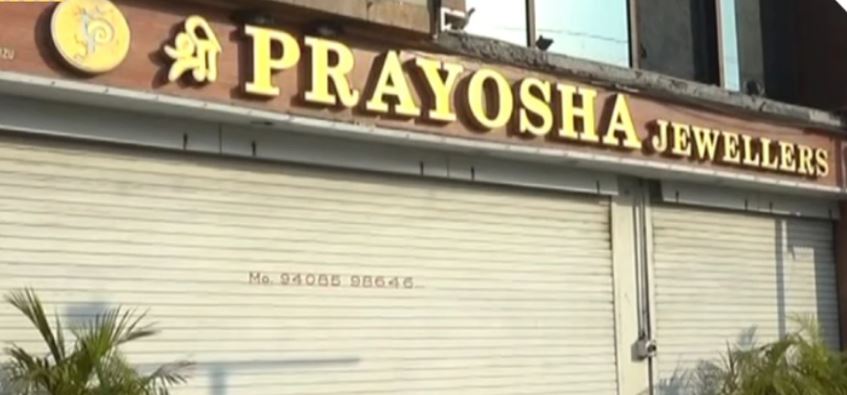 श्री PRAYOSHA JEWELLERS
Mo. 94085 98646